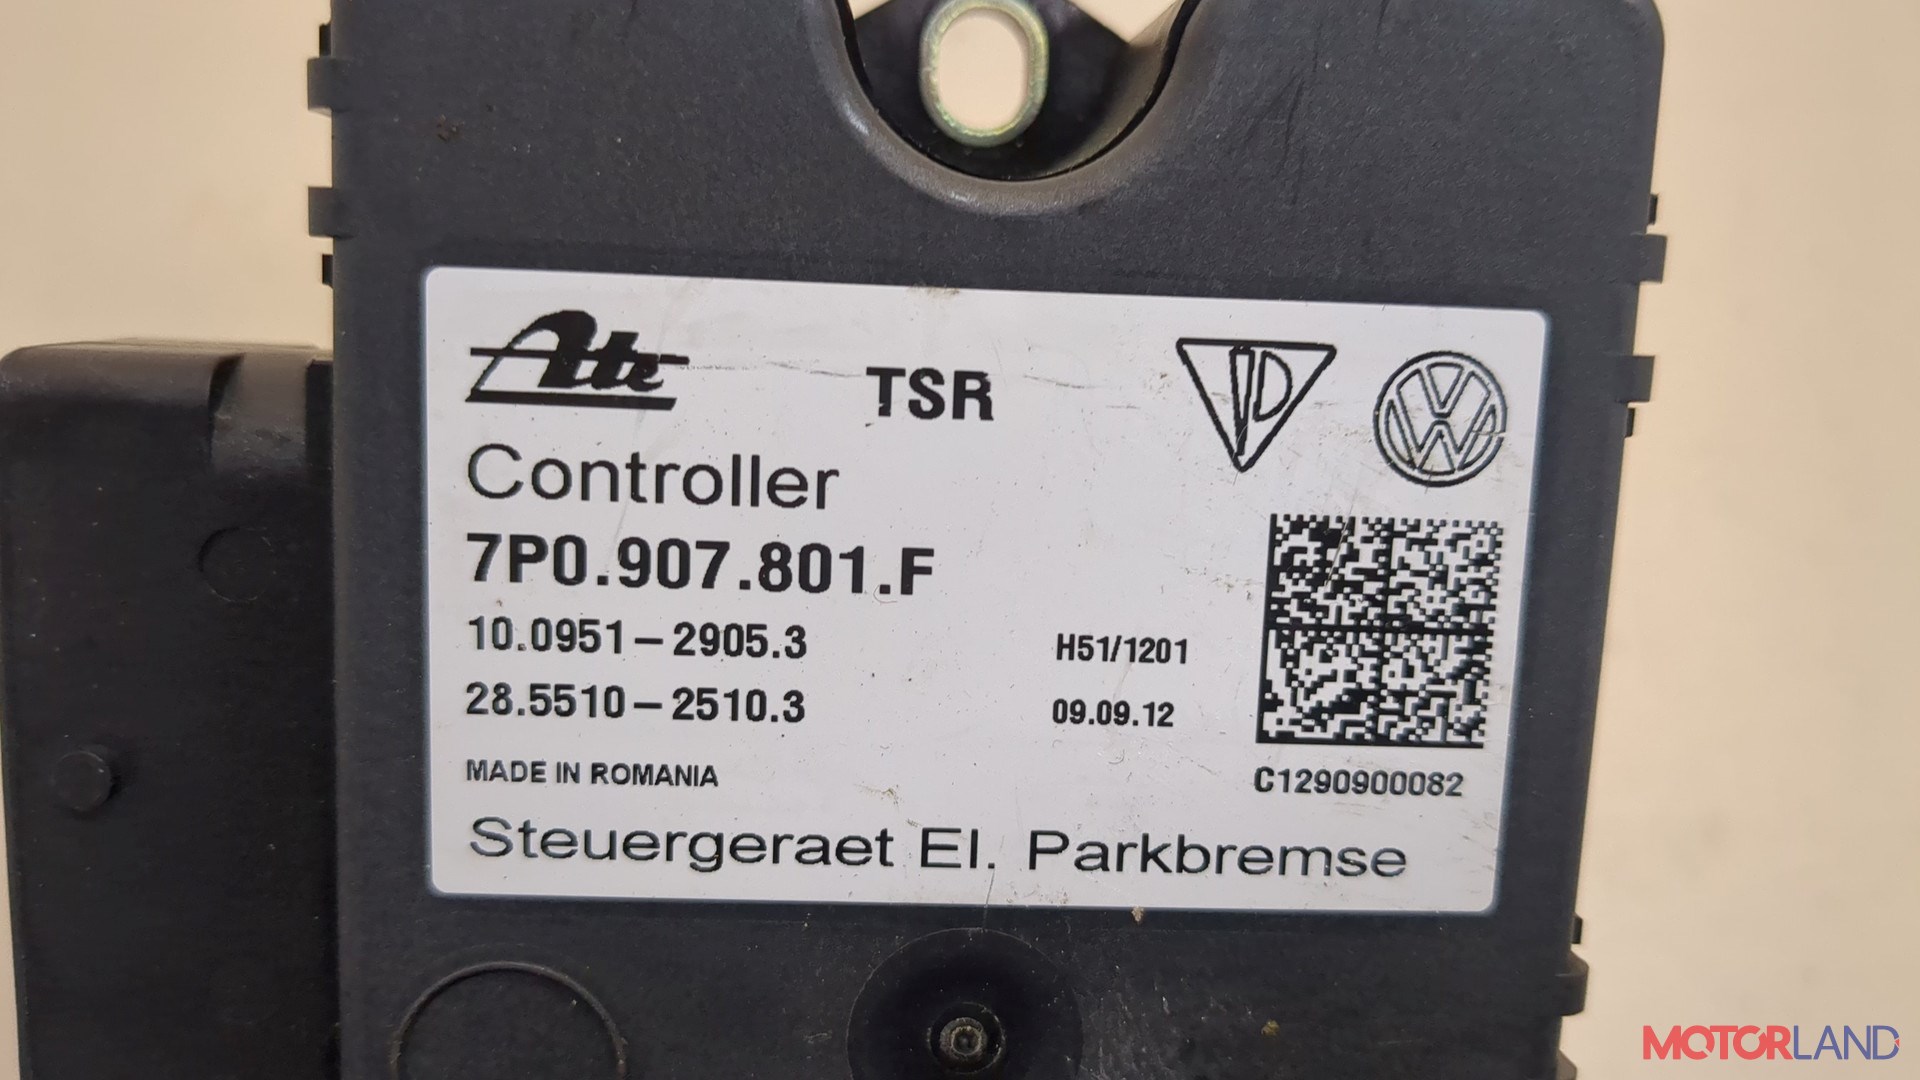 Ate TSR
Controller
7P0.907.801.F
10.0951-2905.3 H51/1201
28.5510-2510.3 09.09.12
MADE IN ROMANIA C1290900082
Steuergeraet El. Parkbremse
MOTORLAND